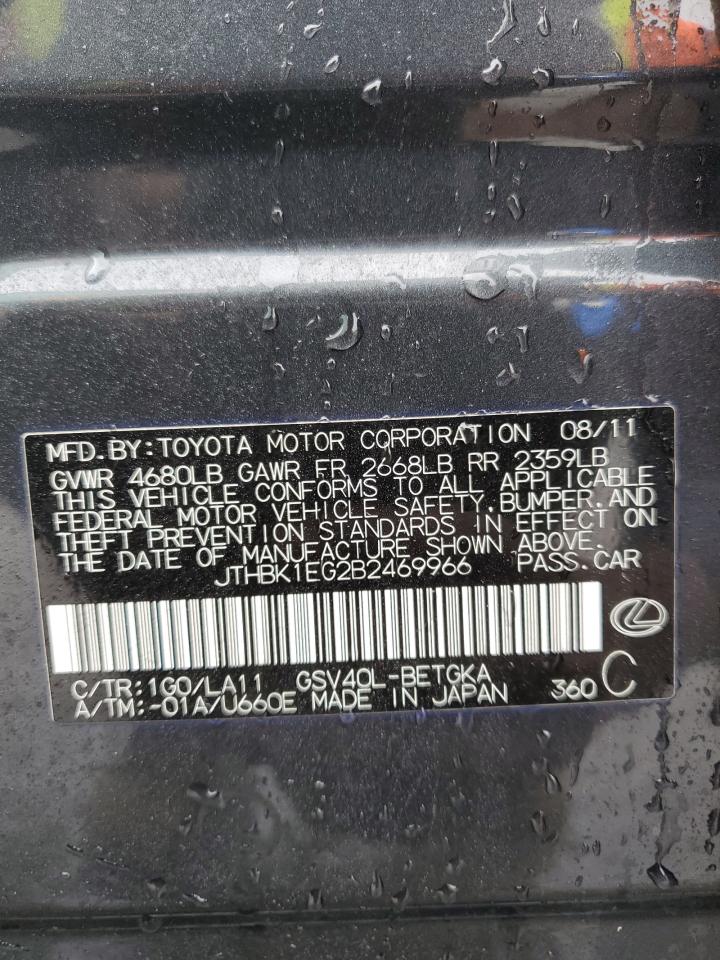 MFD.BY:TOYOTA MOTOR CORPORATION 08/11
GVWR 4680LB GAWR FR 2668LB RR 2359LB
THIS VEHICLE CONFORMS TO ALL APPLICABLE
FEDERAL MOTOR VEHICLE SAFETY,BUMPER,AND
THEFT PREVENTION STANDARDS IN EFFECT ON
THE DATE OF MANUFACTURE SHOWN ABOVE.
JTHBK1EG2B2469966 PASS.CAR
C/TR:1G0/LA11 GSV40L-BETGKA
A/TM:-01A/U660E MADE IN JAPAN 360 C